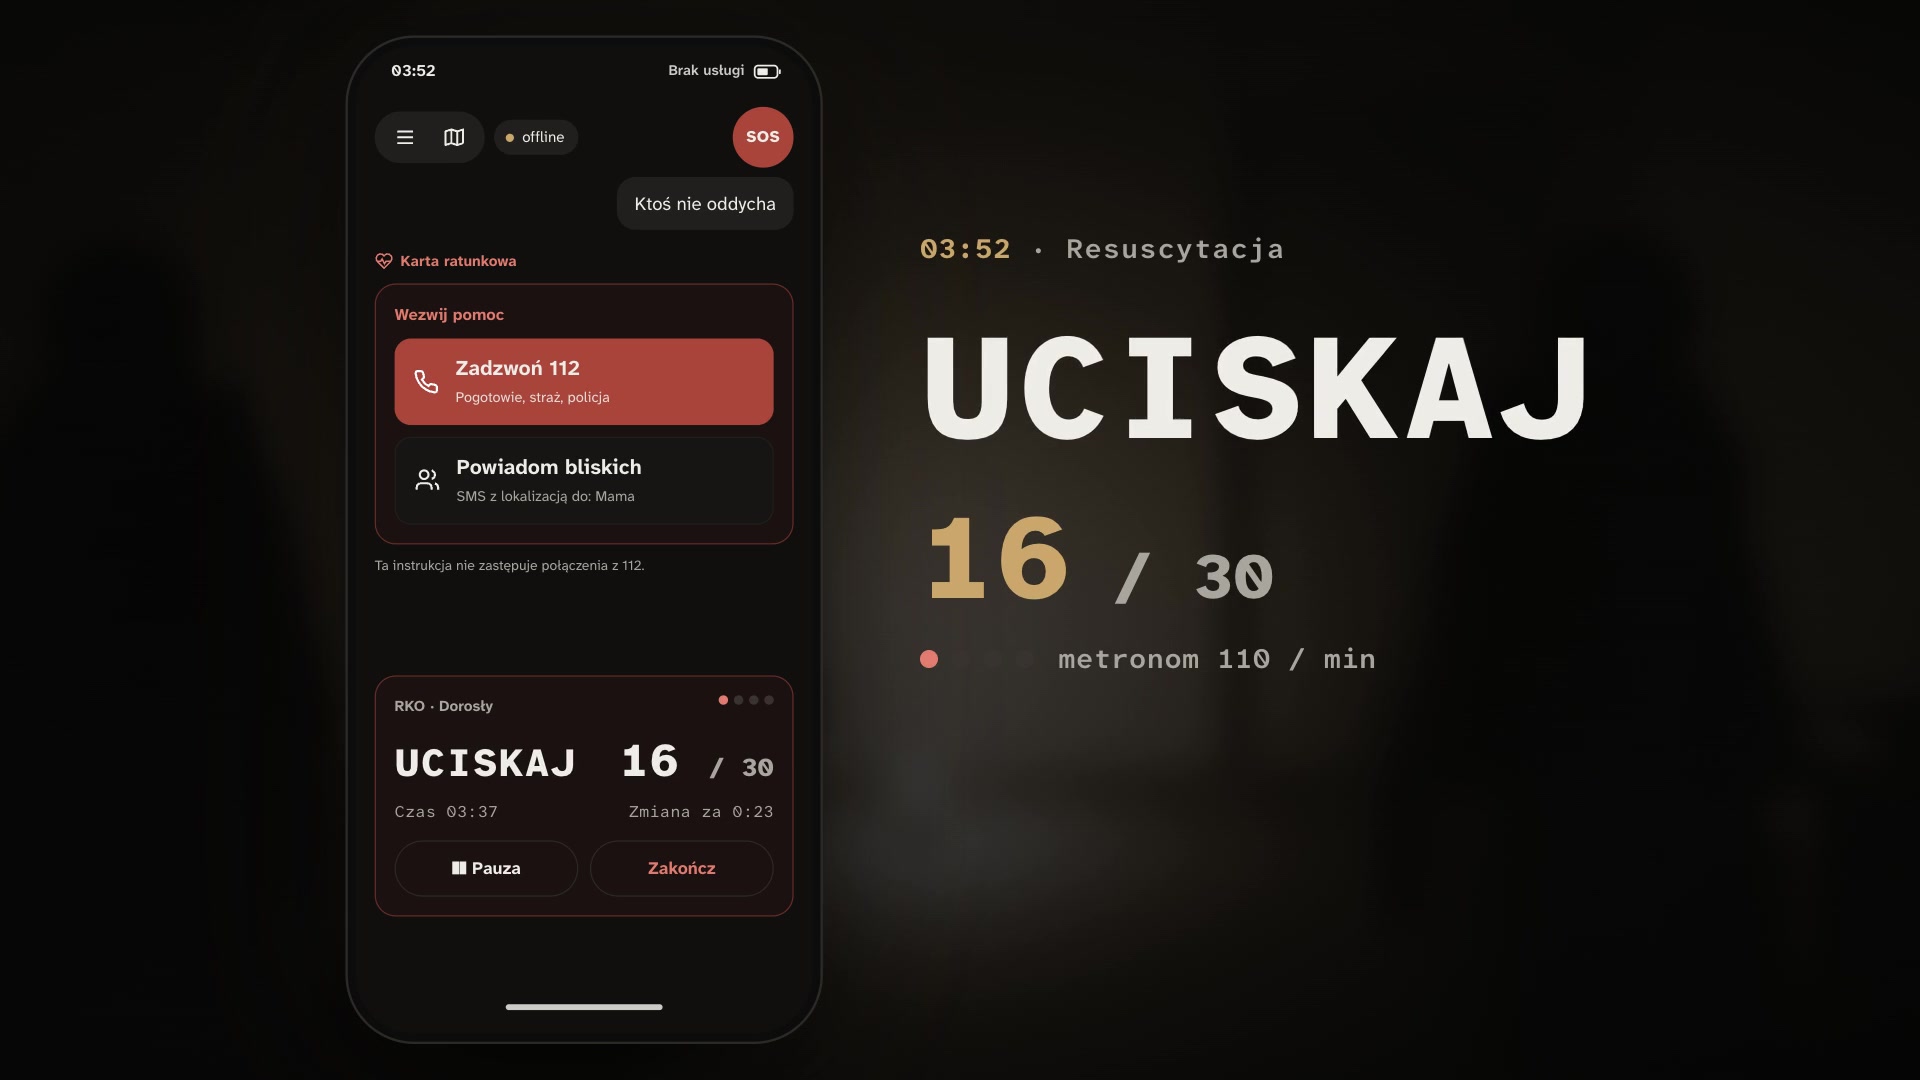 03:52 Brak usługi
offline
SOS
Ktoś nie oddycha
Karta ratunkowa
Wezwij pomoc
Zadzwoń 112
Pogotowie, straż, policja
Powiadom bliskich
SMS z lokalizacją do: Mama
Ta instrukcja nie zastępuje połączenia z 112.
RKO · Dorosły
UCISKAJ 16 / 30
Czas 03:37 Zmiana za 0:23
Pauza Zakończ
03:52 · Resuscytacja
UCISKAJ
16 / 30
metronom 110 / min